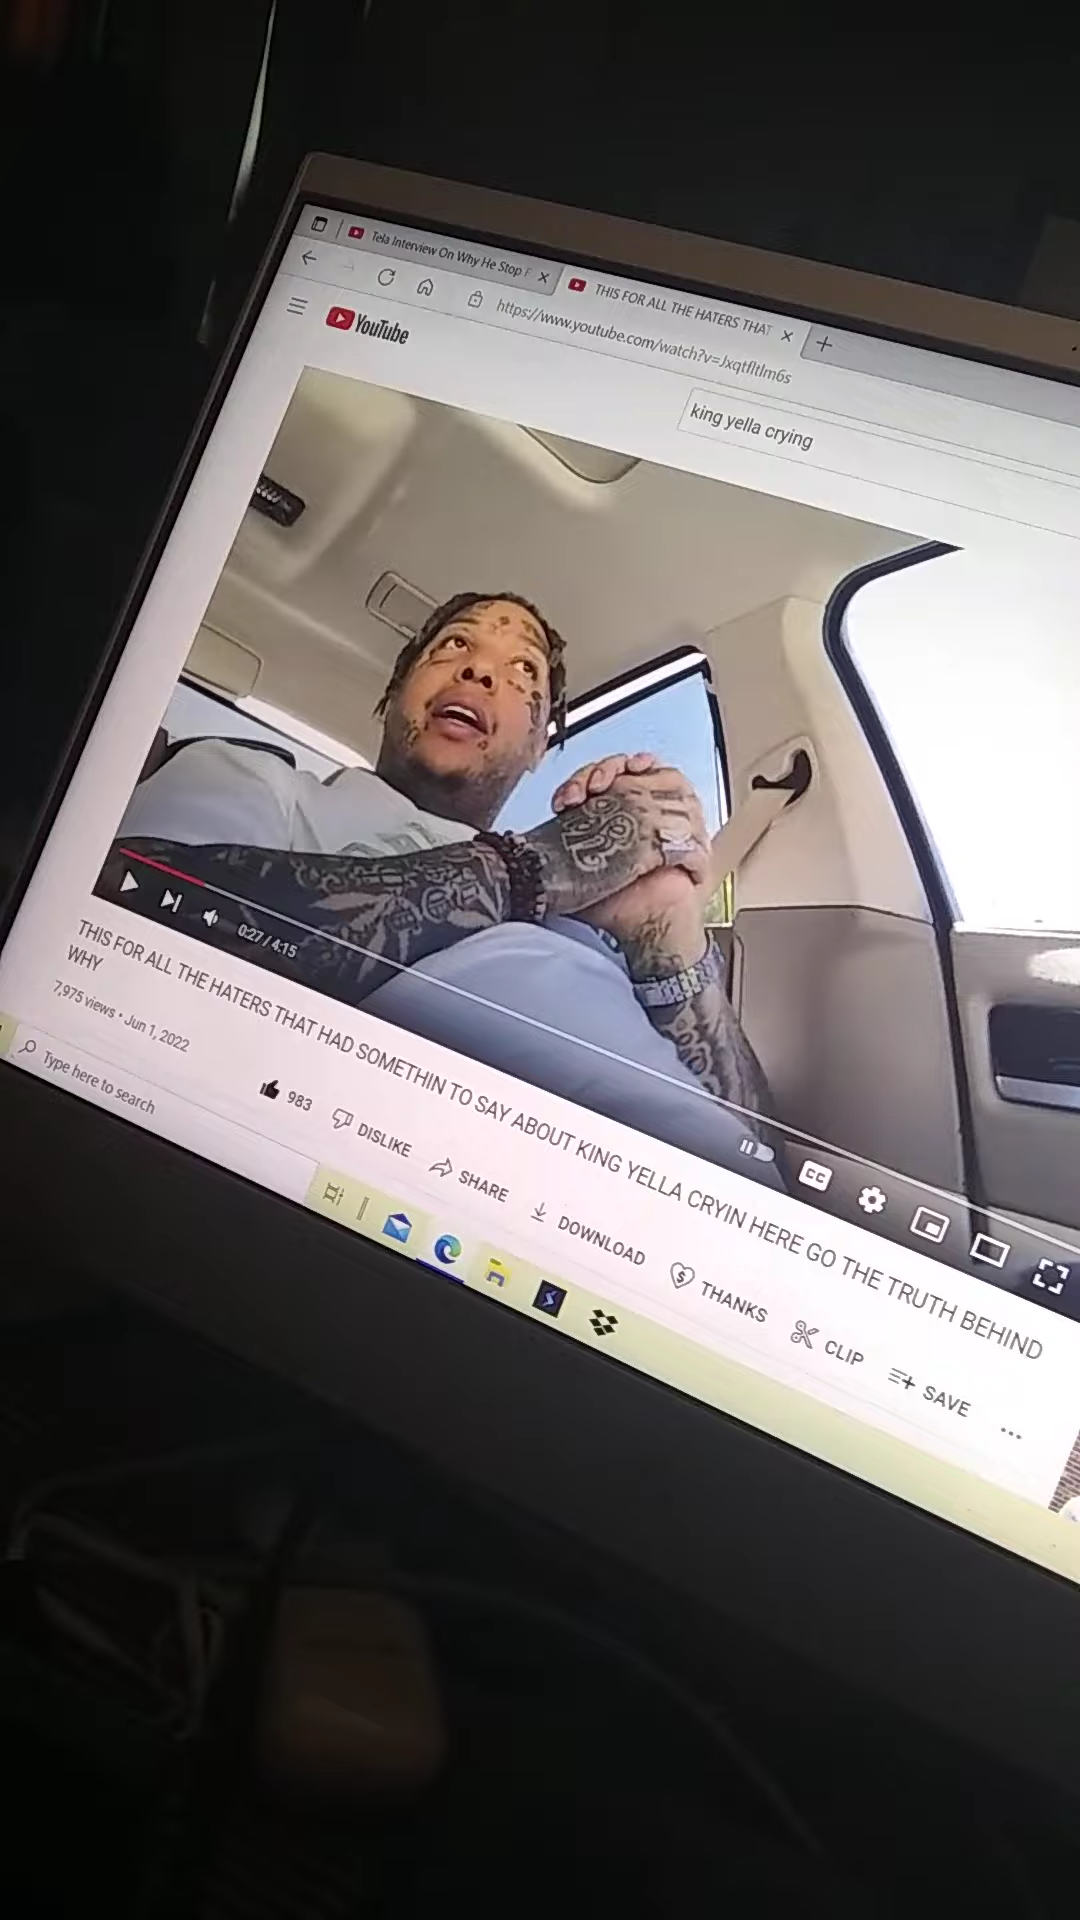 Tela Interview On Why He Stop F
THIS FOR ALL THE HATERS THAT
https://www.youtube.com/watch?v=JxqtfltIm6s
YouTube
king yella crying
0:27 / 4:15
CC
THIS FOR ALL THE HATERS THAT HAD SOMETHIN TO SAY ABOUT KING YELLA CRYIN HERE GO THE TRUTH BEHIND
WHY
7,975 views • Jun 1, 2022
983 DISLIKE SHARE DOWNLOAD THANKS CLIP SAVE ...
Type here to search